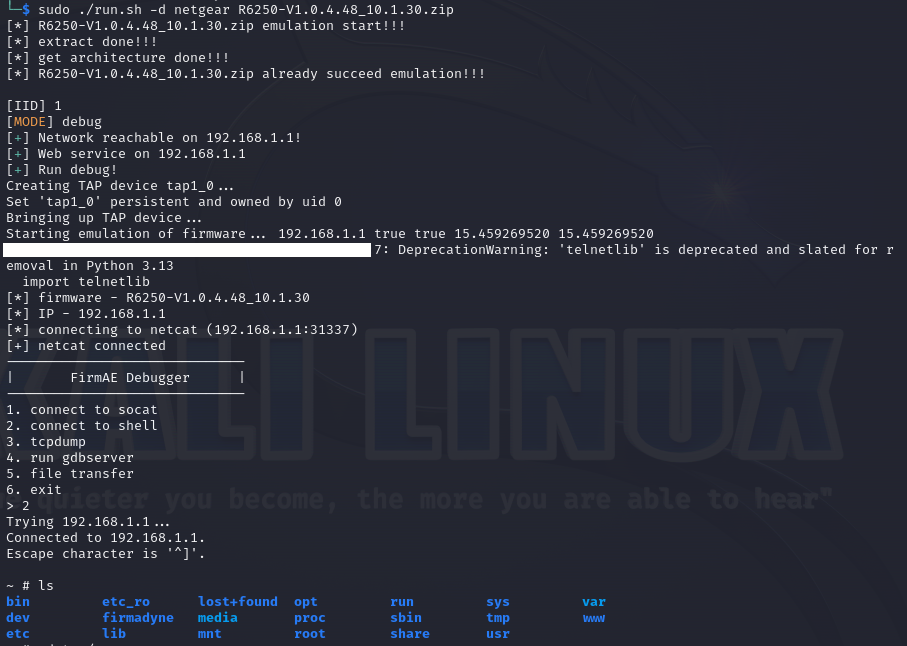 └─$ sudo ./run.sh -d netgear R6250-V1.0.4.48_10.1.30.zip
[*] R6250-V1.0.4.48_10.1.30.zip emulation start!!!
[*] extract done!!!
[*] get architecture done!!!
[*] R6250-V1.0.4.48_10.1.30.zip already succeed emulation!!!
[IID] 1
[MODE] debug
[+] Network reachable on 192.168.1.1!
[+] Web service on 192.168.1.1
[+] Run debug!
Creating TAP device tap1_0...
Set 'tap1_0' persistent and owned by uid 0
Bringing up TAP device...
Starting emulation of firmware... 192.168.1.1 true true 15.459269520 15.459269520
7: DeprecationWarning: 'telnetlib' is deprecated and slated for r
emoval in Python 3.13
import telnetlib
[*] firmware - R6250-V1.0.4.48_10.1.30
[*] IP - 192.168.1.1
[*] connecting to netcat (192.168.1.1:31337)
[+] netcat connected
------------------------------
|       FirmAE Debugger      |
------------------------------
1. connect to socat
2. connect to shell
3. tcpdump
4. run gdbserver
5. file transfer
6. exit
> 2
Trying 192.168.1.1...
Connected to 192.168.1.1.
Escape character is '^]'.
~ # ls
bin etc_ro lost+found opt run sys var
dev firmadyne media proc sbin tmp www
etc lib mnt root share usr
KALI LINUX
quieter you become, the more you are able to hear"